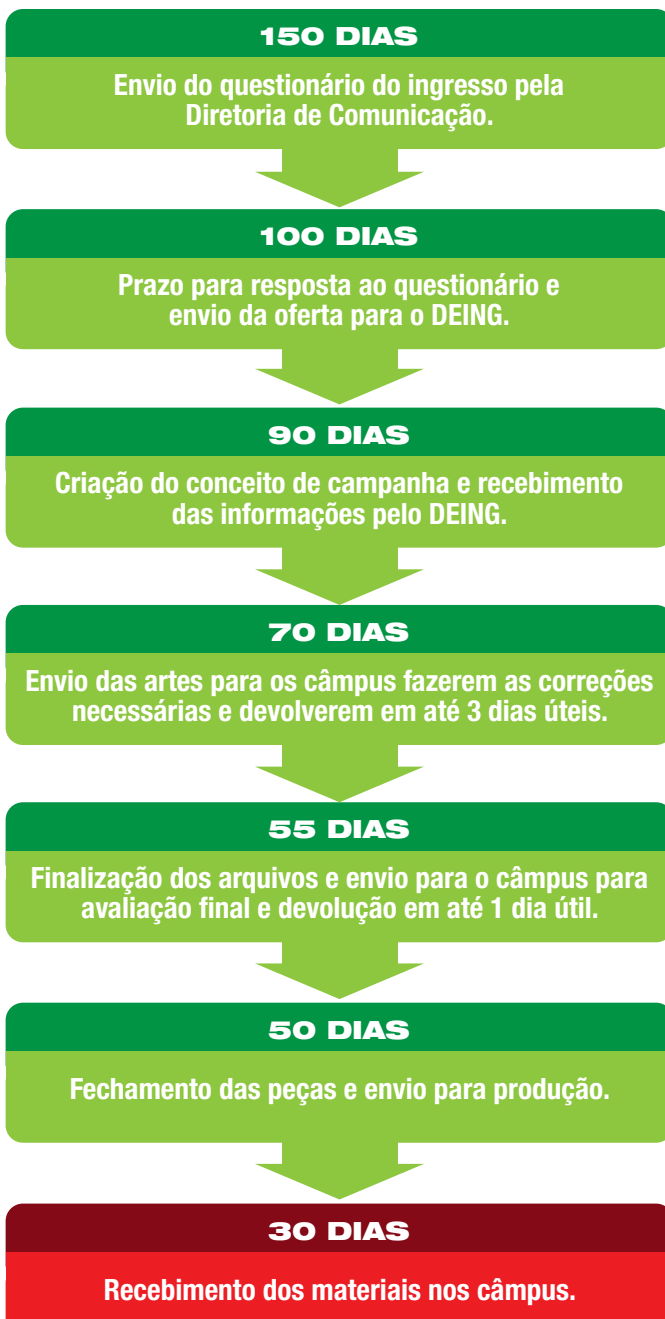 150 DIAS
Envio do questionário do ingresso pela
Diretoria de Comunicação.
100 DIAS
Prazo para resposta ao questionário e
envio da oferta para o DEING.
90 DIAS
Criação do conceito de campanha e recebimento
das informações pelo DEING.
70 DIAS
Envio das artes para os câmpus fazerem as correções
necessárias e devolverem em até 3 dias úteis.
55 DIAS
Finalização dos arquivos e envio para o câmpus para
avaliação final e devolução em até 1 dia útil.
50 DIAS
Fechamento das peças e envio para produção.
30 DIAS
Recebimento dos materiais nos câmpus.